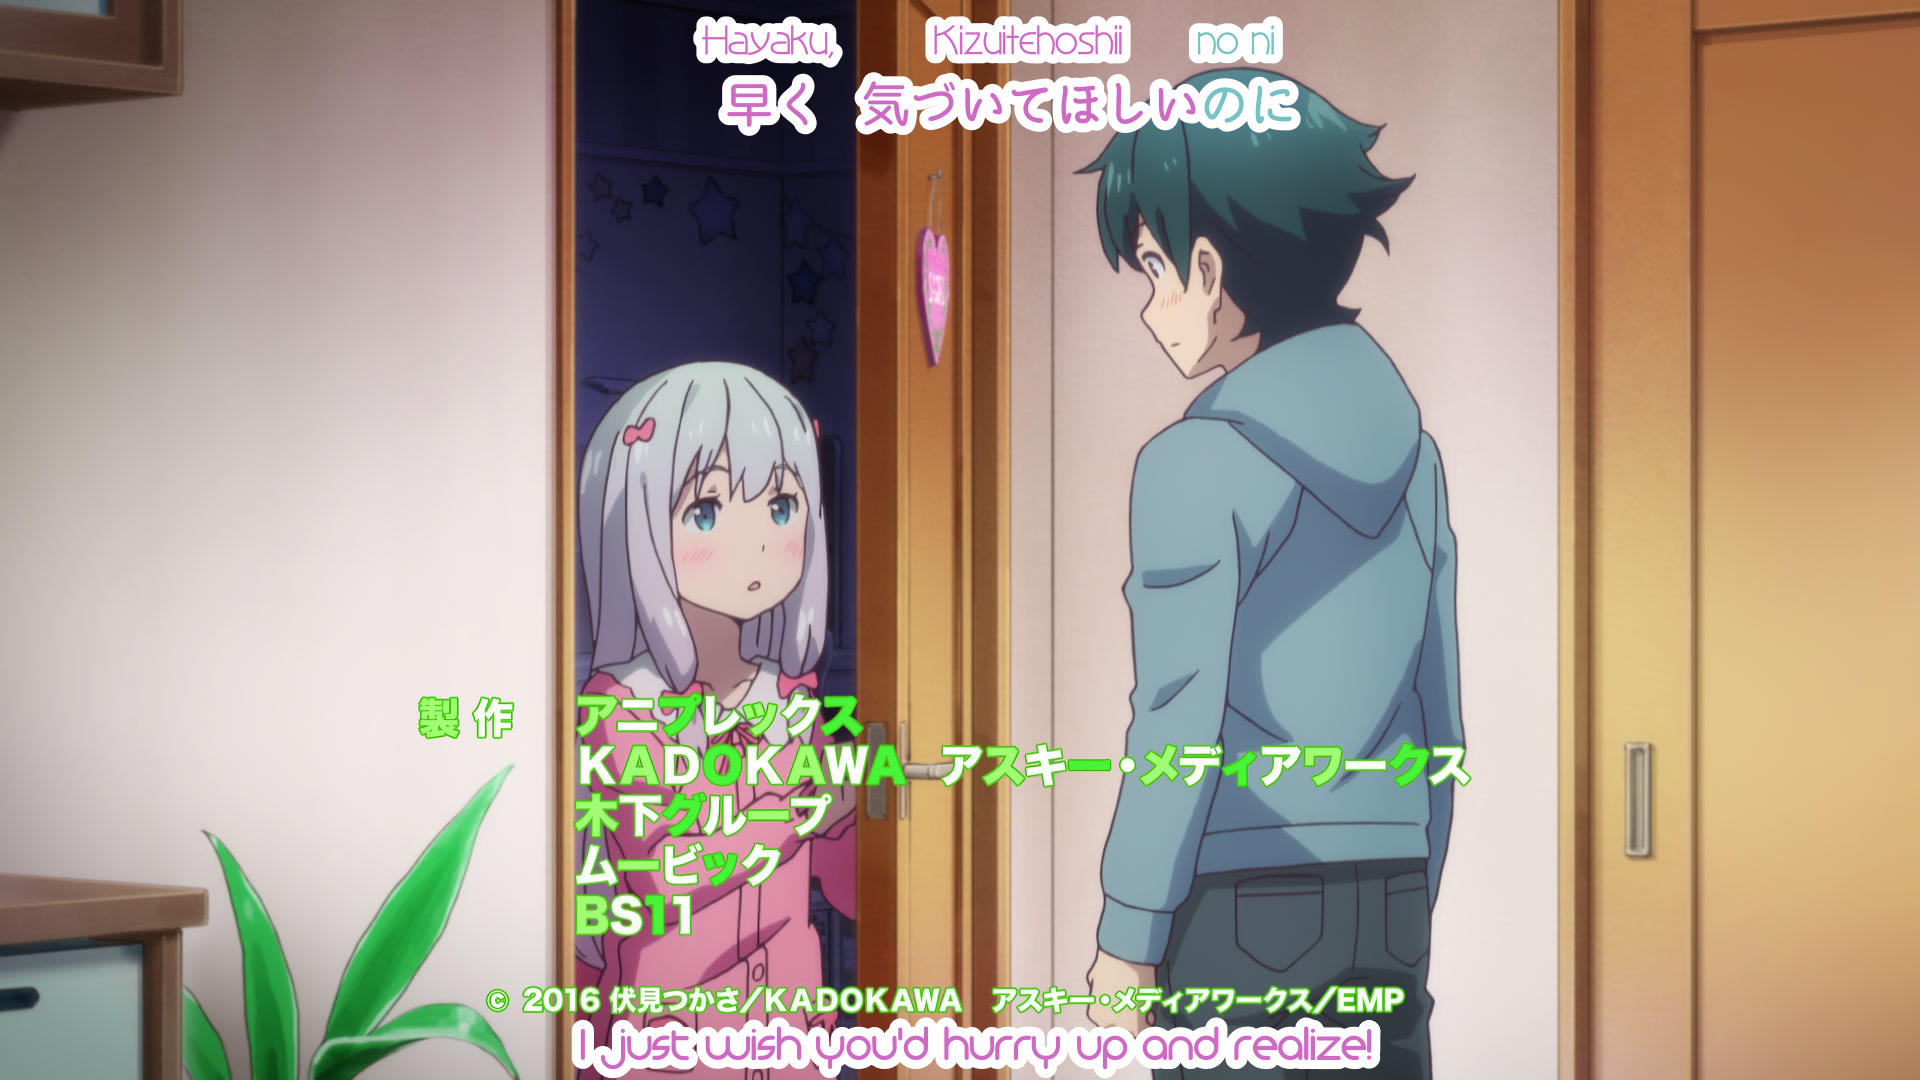 Hayaku, Kizuitehoshii no ni
早く 気づいてほしいのに
製作 アニプレックス
KADOKAWA アスキー・メディアワークス
木下グループ
ムービック
BS11
© 2016 伏見つかさ／KADOKAWA アスキー・メディアワークス／EMP
I just wish you'd hurry up and realize!